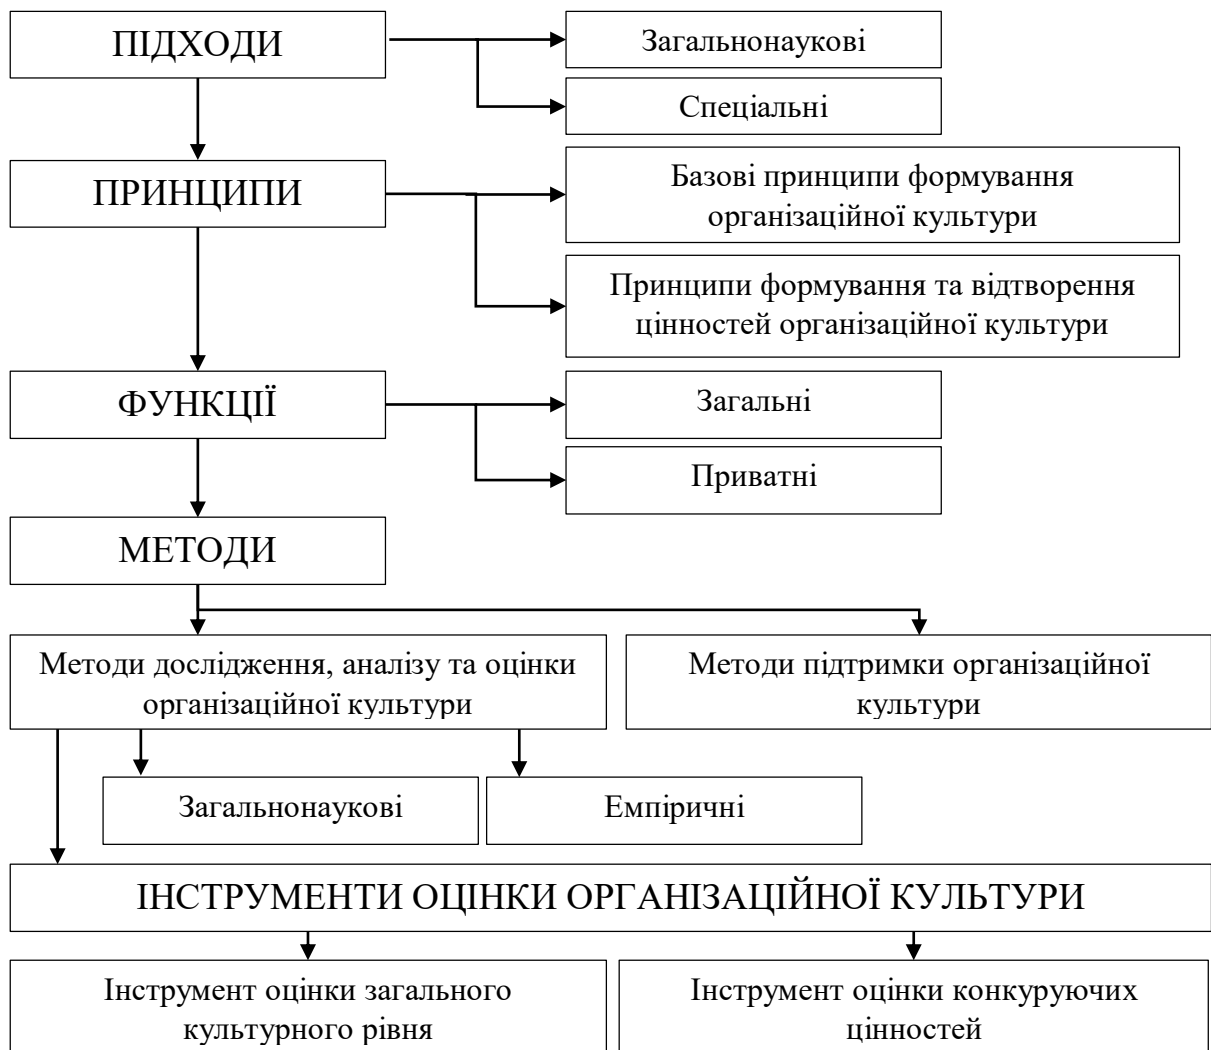 ПІДХОДИ
Загальнонаукові
Спеціальні
ПРИНЦИПИ
Базові принципи формування
організаційної культури
Принципи формування та відтворення
цінностей організаційної культури
ФУНКЦІЇ
Загальні
Приватні
МЕТОДИ
Методи дослідження, аналізу та оцінки
організаційної культури
Методи підтримки організаційної
культури
Загальнонаукові
Емпіричні
ІНСТРУМЕНТИ ОЦІНКИ ОРГАНІЗАЦІЙНОЇ КУЛЬТУРИ
Інструмент оцінки загального
культурного рівня
Інструмент оцінки конкуруючих
цінностей